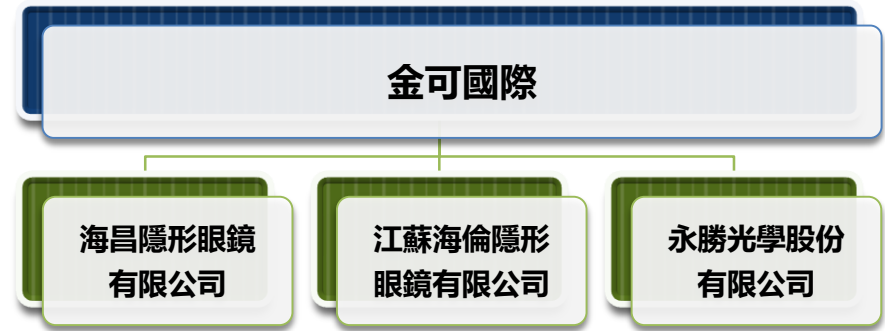 金可國際
海昌隱形眼鏡
有限公司
江蘇海倫隱形
眼鏡有限公司
永勝光學股份
有限公司